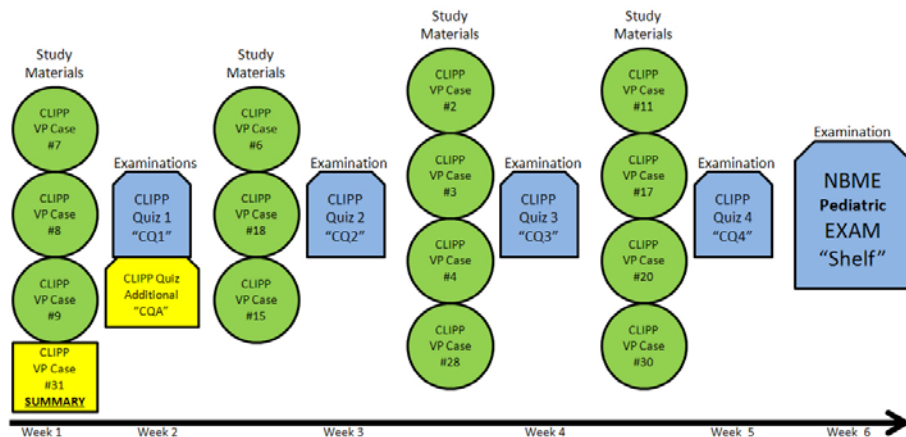 Study
Materials
CLIPP
VP Case
#7
CLIPP
VP Case
#8
CLIPP
VP Case
#9
CLIPP
VP Case
#31
SUMMARY
Examinations
CLIPP
Quiz 1
"CQ1"
CLIPP Quiz
Additional
"CQA"
Study
Materials
CLIPP
VP Case
#6
CLIPP
VP Case
#18
CLIPP
VP Case
#15
Examination
CLIPP
Quiz 2
"CQ2"
Study
Materials
CLIPP
VP Case
#2
CLIPP
VP Case
#3
CLIPP
VP Case
#4
CLIPP
VP Case
#28
Examination
CLIPP
Quiz 3
"CQ3"
Study
Materials
CLIPP
VP Case
#11
CLIPP
VP Case
#17
CLIPP
VP Case
#20
CLIPP
VP Case
#30
Examination
CLIPP
Quiz 4
"CQ4"
Examination
NBME
Pediatric
EXAM
"Shelf"
Week 1 Week 2 Week 3 Week 4 Week 5 Week 6